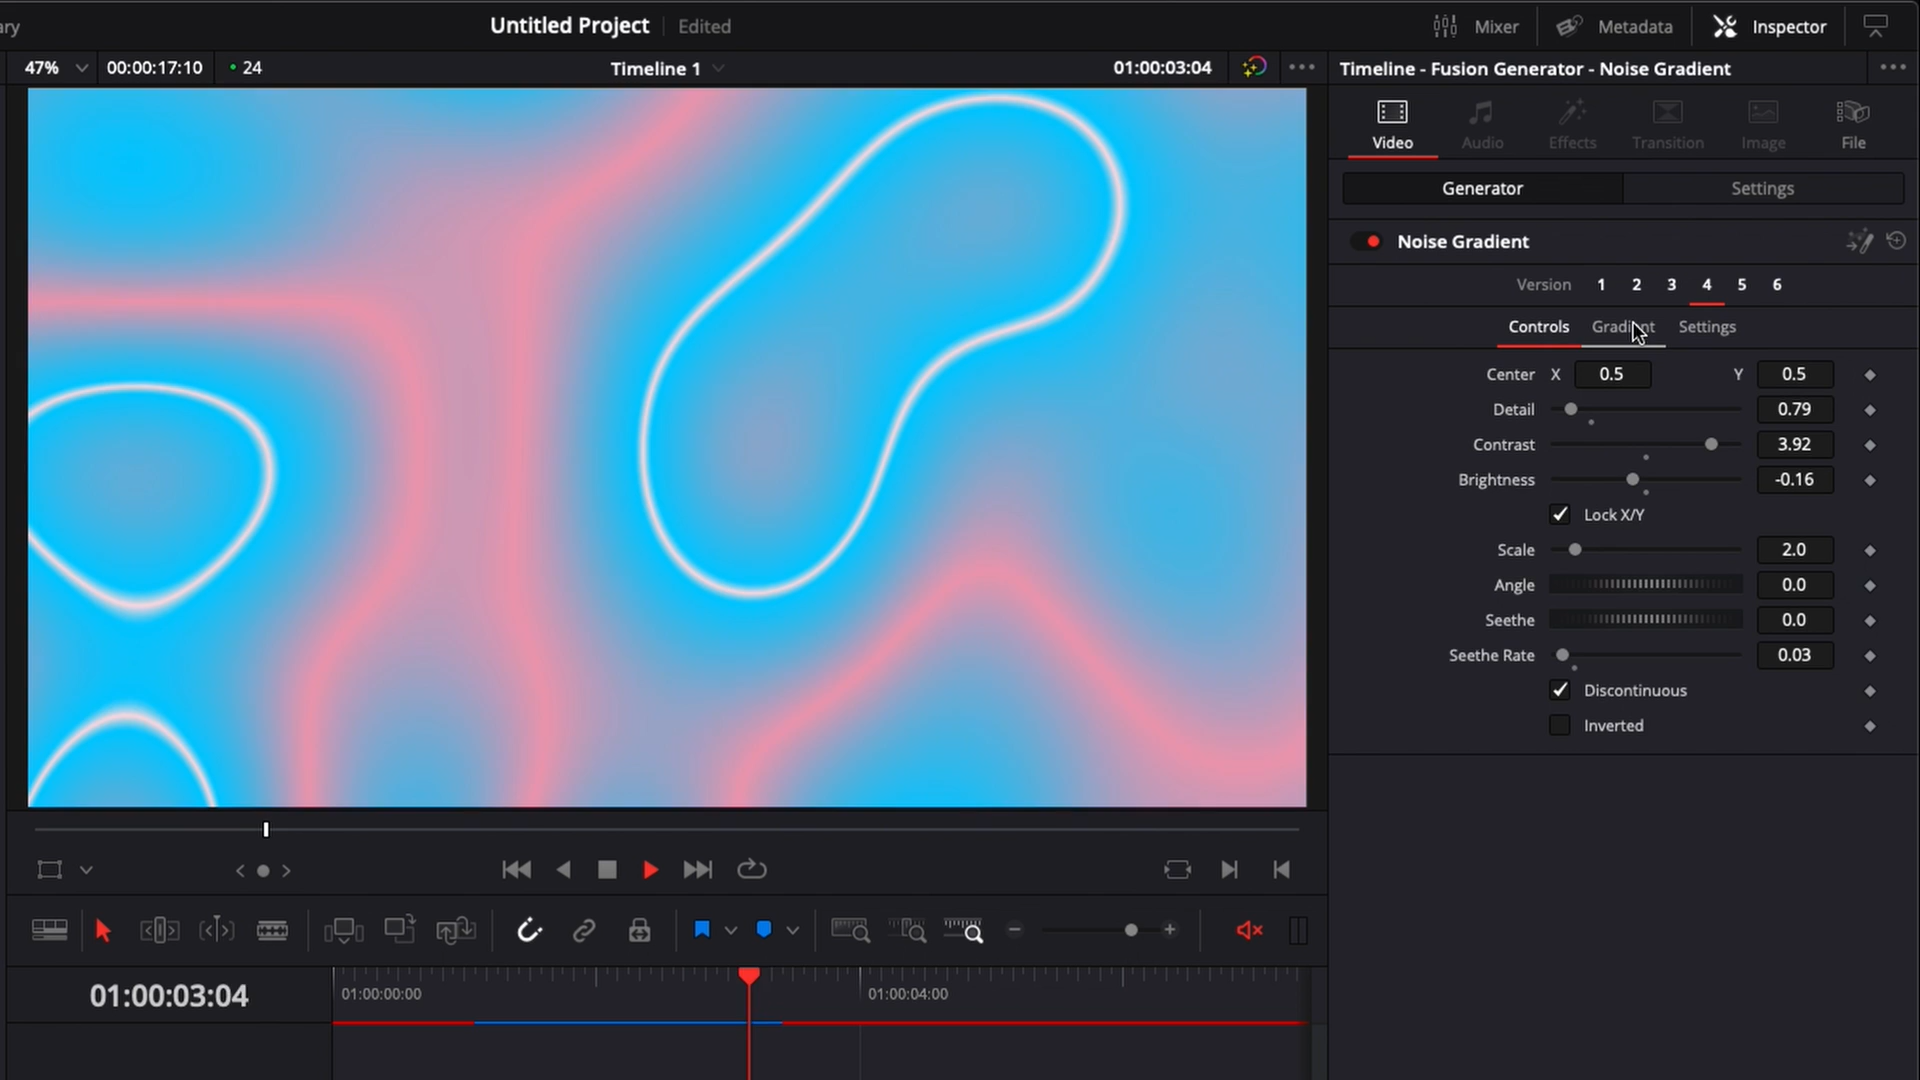 ary
Untitled Project Edited
Mixer Metadata Inspector
47% 00:00:17:10 24 Timeline 1 01:00:03:04
Timeline - Fusion Generator - Noise Gradient
Video Audio Effects Transition Image File
Generator Settings
Noise Gradient
Version 1 2 3 4 5 6
Controls Gradient Settings
Center X 0.5 Y 0.5
Detail 0.79
Contrast 3.92
Brightness -0.16
Lock X/Y
Scale 2.0
Angle 0.0
Seethe 0.0
Seethe Rate 0.03
Discontinuous
Inverted
01:00:03:04
01:00:00:00 01:00:04:00